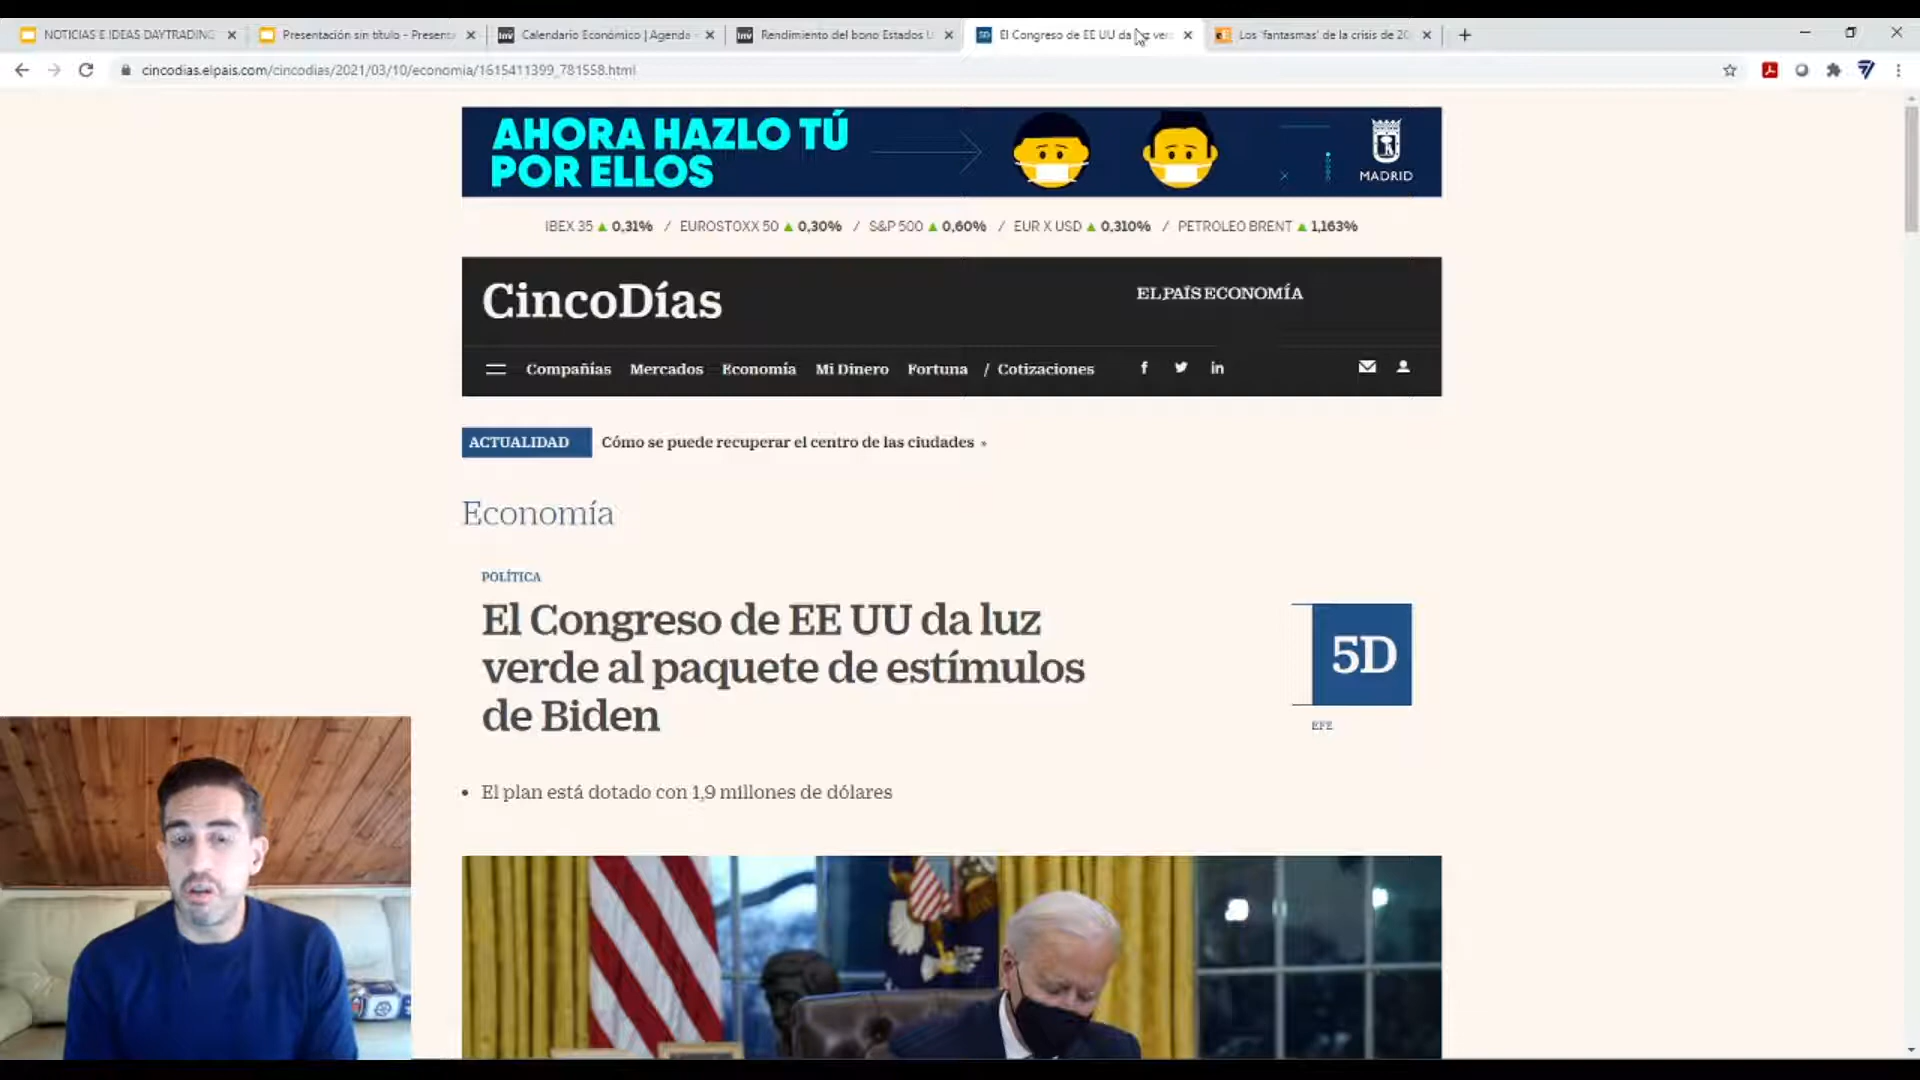 NOTICIAS E IDEAS DAYTRADING
Presentación sin título - Present
Calendario Económico | Agenda
Rendimiento del bono Estados U
El Congreso de EE UU da luz ver
Los 'fantasmas' de la crisis de 20
cincodias.elpais.com/cincodias/2021/03/10/economia/1615411399_781558.html
AHORA HAZLO TÚ
POR ELLOS
MADRID
IBEX 35 ▲ 0,31% / EUROSTOXX 50 ▲ 0,30% / S&P 500 ▲ 0,60% / EUR X USD ▲ 0,310% / PETROLEO BRENT ▲ 1,163%
CincoDías
EL PAÍS ECONOMÍA
Compañías Mercados Economía Mi Dinero Fortuna / Cotizaciones
ACTUALIDAD Cómo se puede recuperar el centro de las ciudades »
Economía
POLÍTICA
El Congreso de EE UU da luz
verde al paquete de estímulos
de Biden
5D
EFE
• El plan está dotado con 1,9 millones de dólares